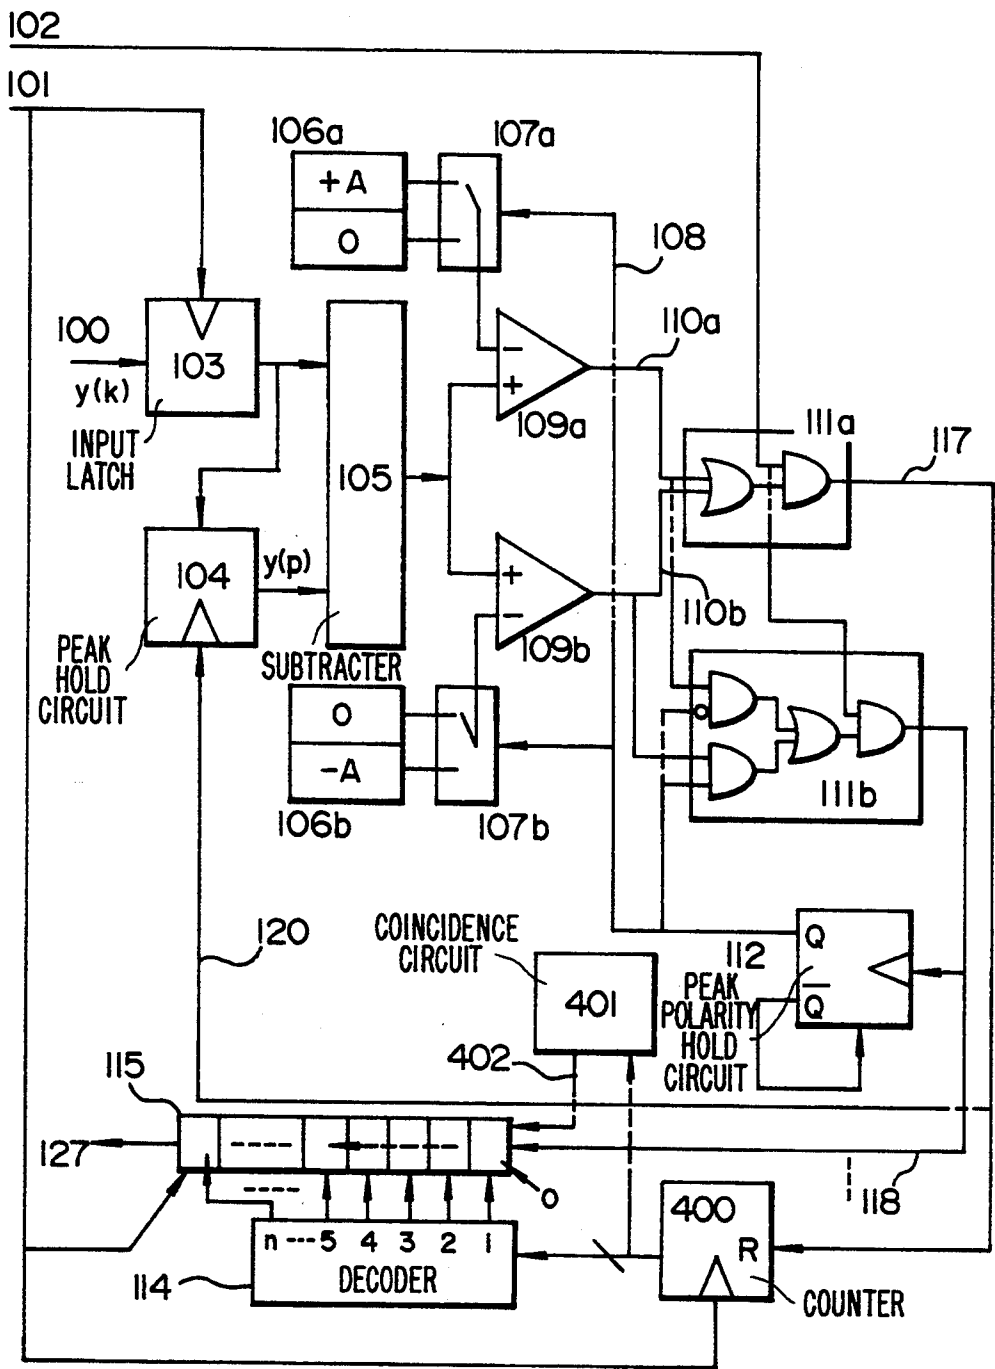 102
101
106a
107a
+A
0
108
100
103
y(k)
INPUT
LATCH
110a
−
+
109a
111a
117
105
104
y(p)
PEAK
HOLD
CIRCUIT
SUBTRACTER
+
−
109b
110b
0
-A
106b
107b
111b
120
COINCIDENCE
CIRCUIT
401
402
112
Q
Q
PEAK
POLARITY
HOLD
CIRCUIT
115
127
0
118
400
R
n ---5 4 3 2 1
DECODER
114
COUNTER